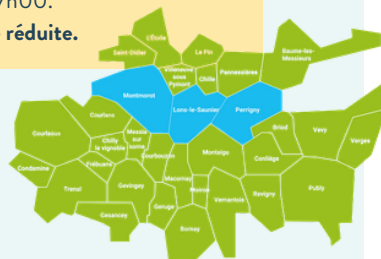 h00.
réduite.
L'Étoile
Saint-Didier
Le Pin
Baume-les-
Messieurs
Villeneuve
sous
Pymont
Chille
Pannessières
Montmorot
Lons-le-Saunier
Perrigny
Courlans
Courlaoux
Chilly
le vignoble
Messia
sur
sorne
Briod
Vevy
Verges
Courbouzon
Montaigu
Conliège
Condamine
Frébuans
Trenal
Gevingey
Macornay
Moiron
Vernantois
Revigny
Publy
Cesancey
Geruge
Bornay